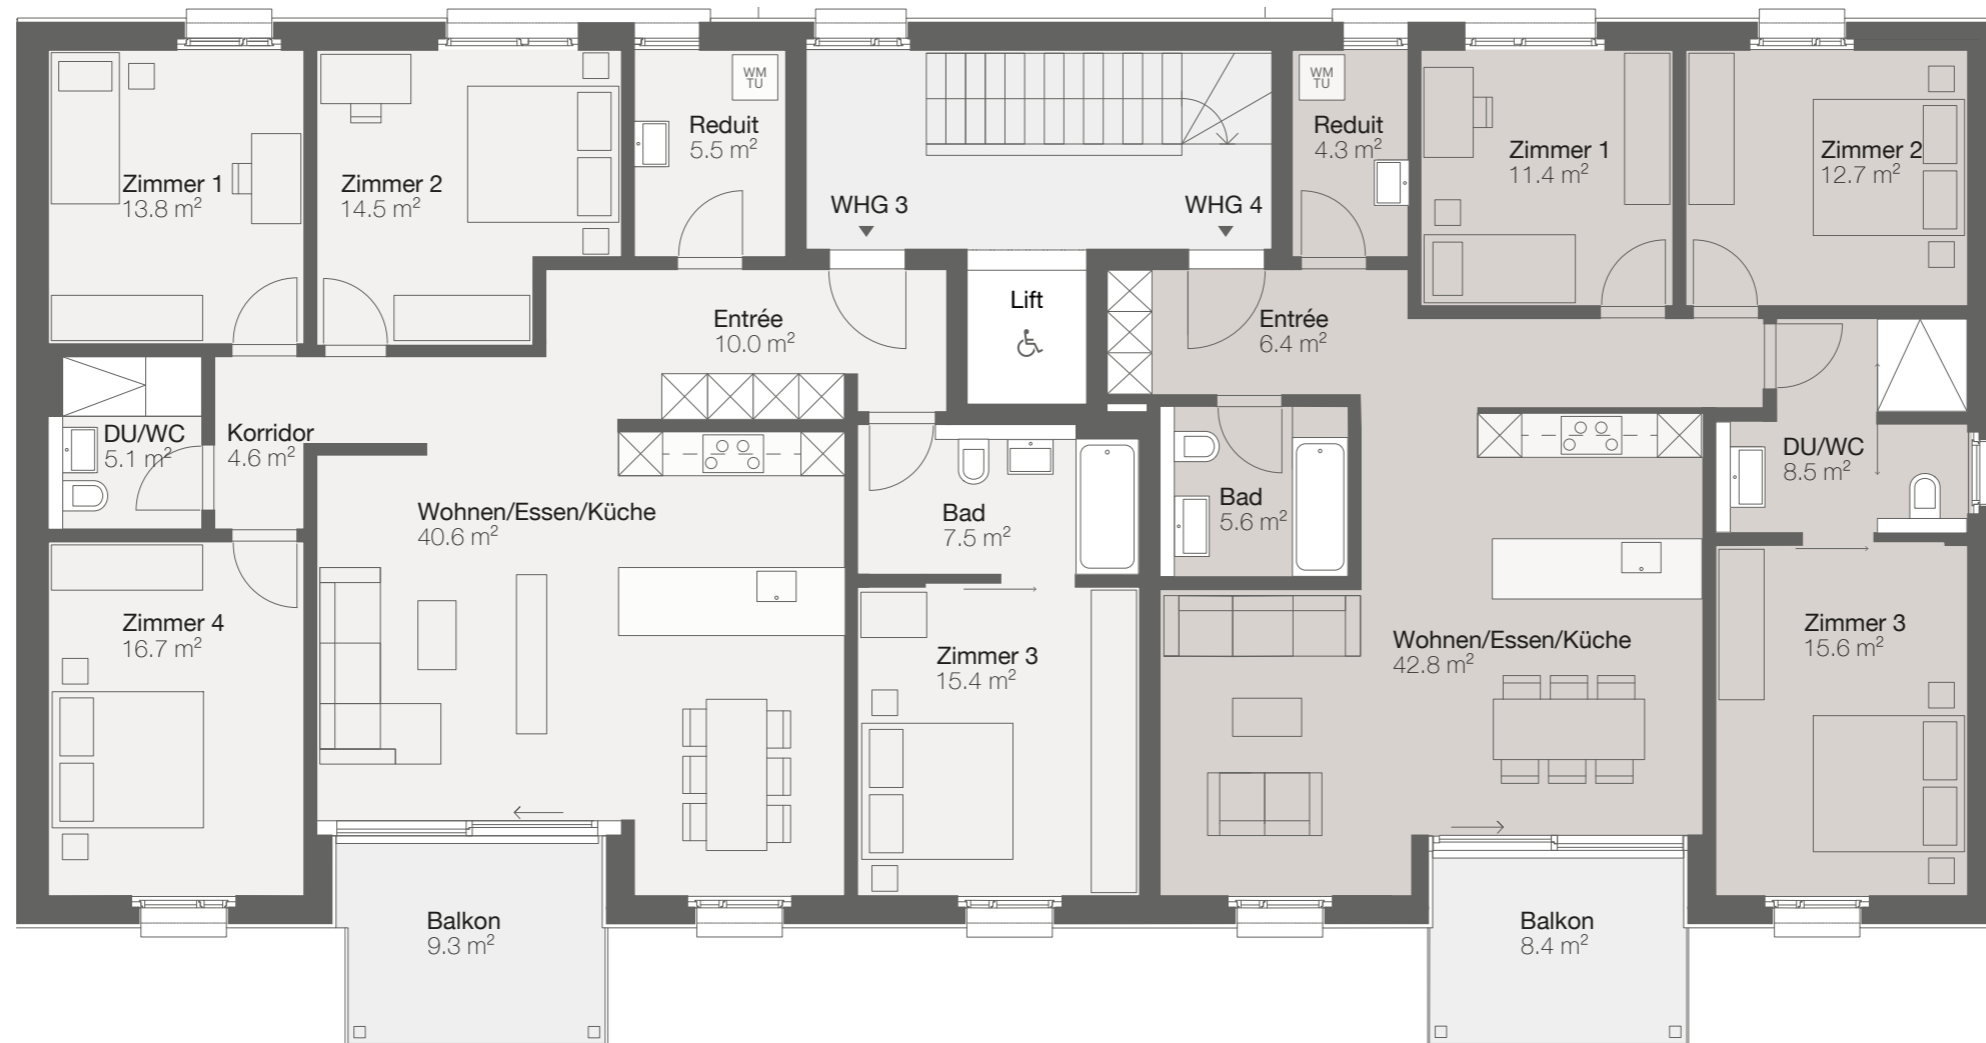 WM
TU
WM
TU
Reduit
5.5 m²
Reduit
4.3 m²
Zimmer 1
11.4 m²
Zimmer 2
12.7 m²
Zimmer 1
13.8 m²
Zimmer 2
14.5 m²
WHG 3
WHG 4
Lift
Entrée
10.0 m²
Entrée
6.4 m²
DU/WC
5.1 m²
Korridor
4.6 m²
DU/WC
8.5 m²
Wohnen/Essen/Küche
40.6 m²
Bad
7.5 m²
Bad
5.6 m²
Zimmer 4
16.7 m²
Zimmer 3
15.4 m²
Wohnen/Essen/Küche
42.8 m²
Zimmer 3
15.6 m²
Balkon
9.3 m²
Balkon
8.4 m²